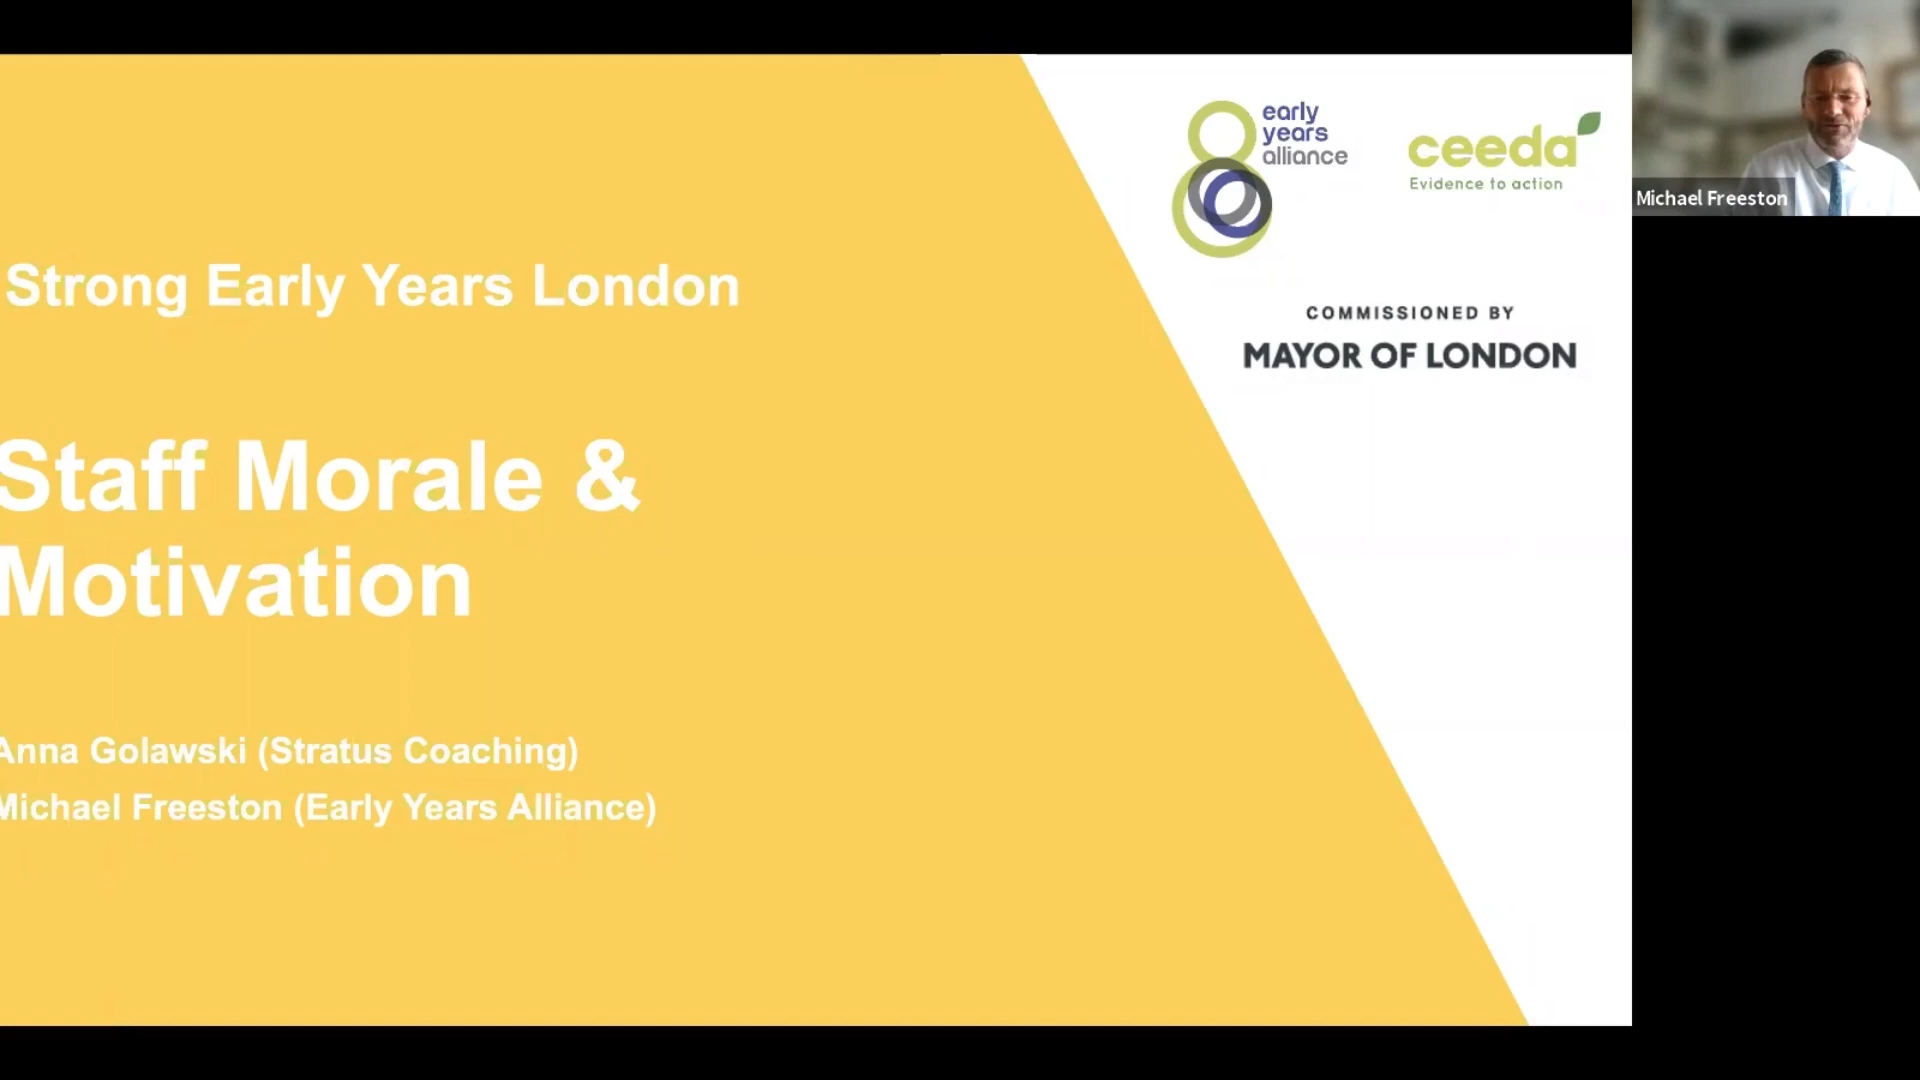 early
years
alliance
ceeda
Evidence to action
COMMISSIONED BY
MAYOR OF LONDON
Strong Early Years London
Staff Morale &
Motivation
Anna Golawski (Stratus Coaching)
Michael Freeston (Early Years Alliance)
Michael Freeston